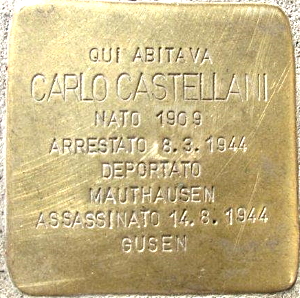 QUI ABITAVA
CARLO CASTELLANI
NATO 1909
ARRESTATO 8.3.1944
DEPORTATO
MAUTHAUSEN
ASSASSINATO 14.8.1944
GUSEN